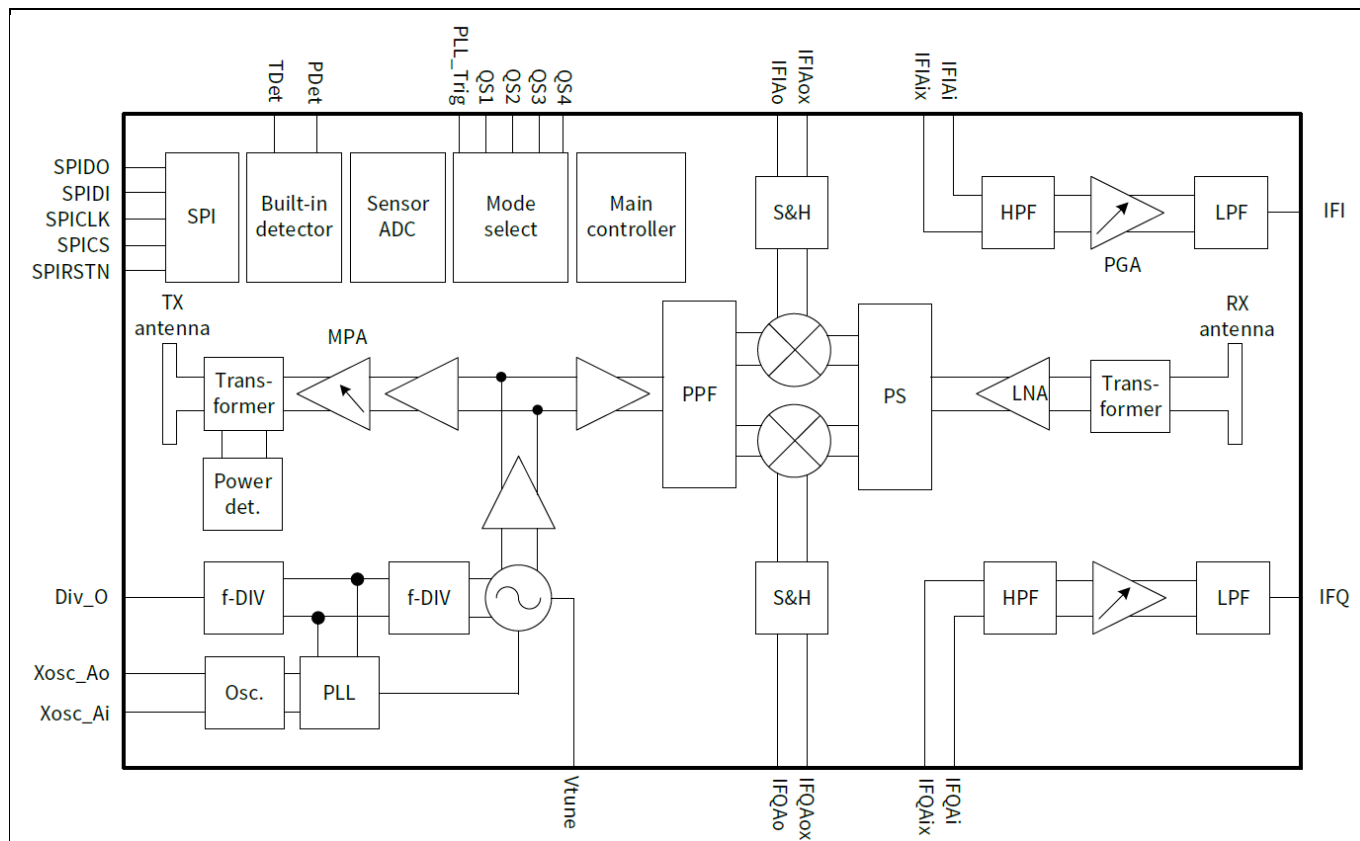 TDet
PDet
PLL_Trig
QS1
QS2
QS3
QS4
IFIAo
IFIAox
IFIAix
IFIAi
SPIDO
SPIDI
SPICLK
SPICS
SPIRSTN
SPI
Built-in
detector
Sensor
ADC
Mode
select
Main
controller
S&H
HPF
PGA
LPF
IFI
TX
antenna
Trans-
former
MPA
Power
det.
PPF
PS
LNA
Trans-
former
RX
antenna
Div_O
f-DIV
f-DIV
S&H
HPF
LPF
IFQ
Xosc_Ao
Xosc_Ai
Osc.
PLL
Vtune
IFQAo
IFQAox
IFQAix
IFQAi